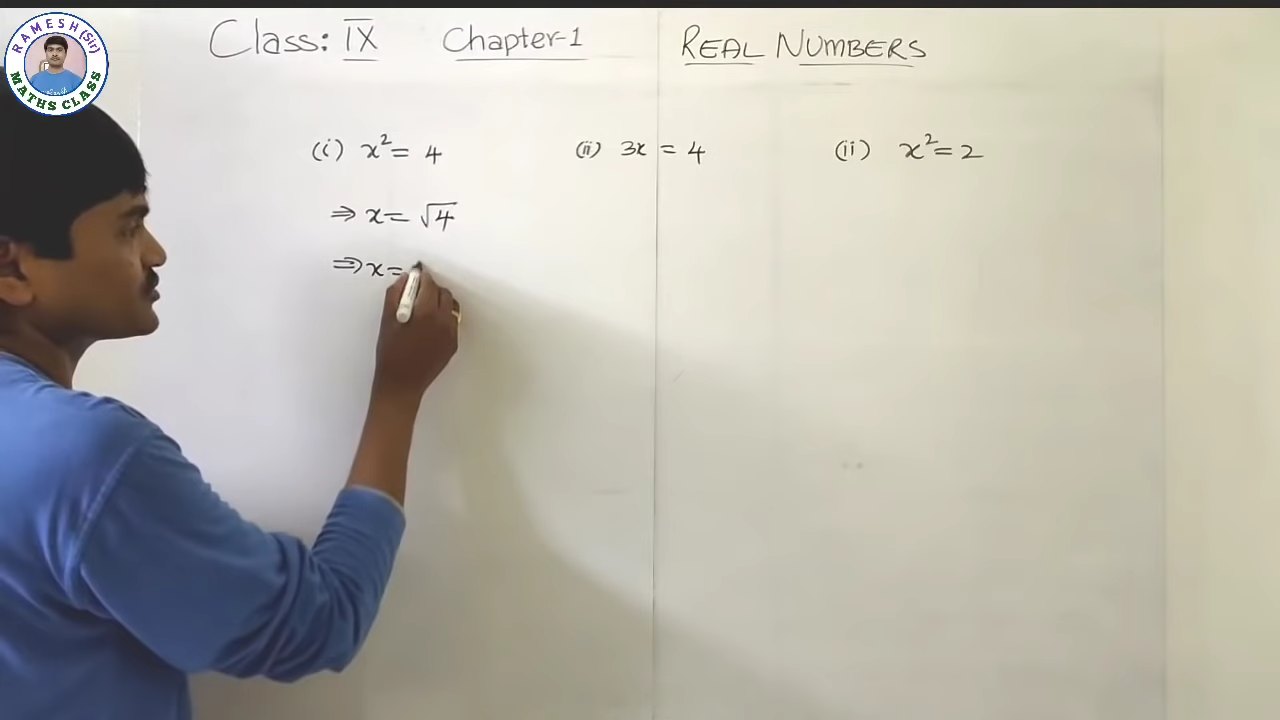 RAMESH (Sir)
MATHS CLASS
Class: IX Chapter-1 REAL NUMBERS
(i) x² = 4 (ii) 3x = 4 (ii) x² = 2
⇒ x = √4
⇒ x =